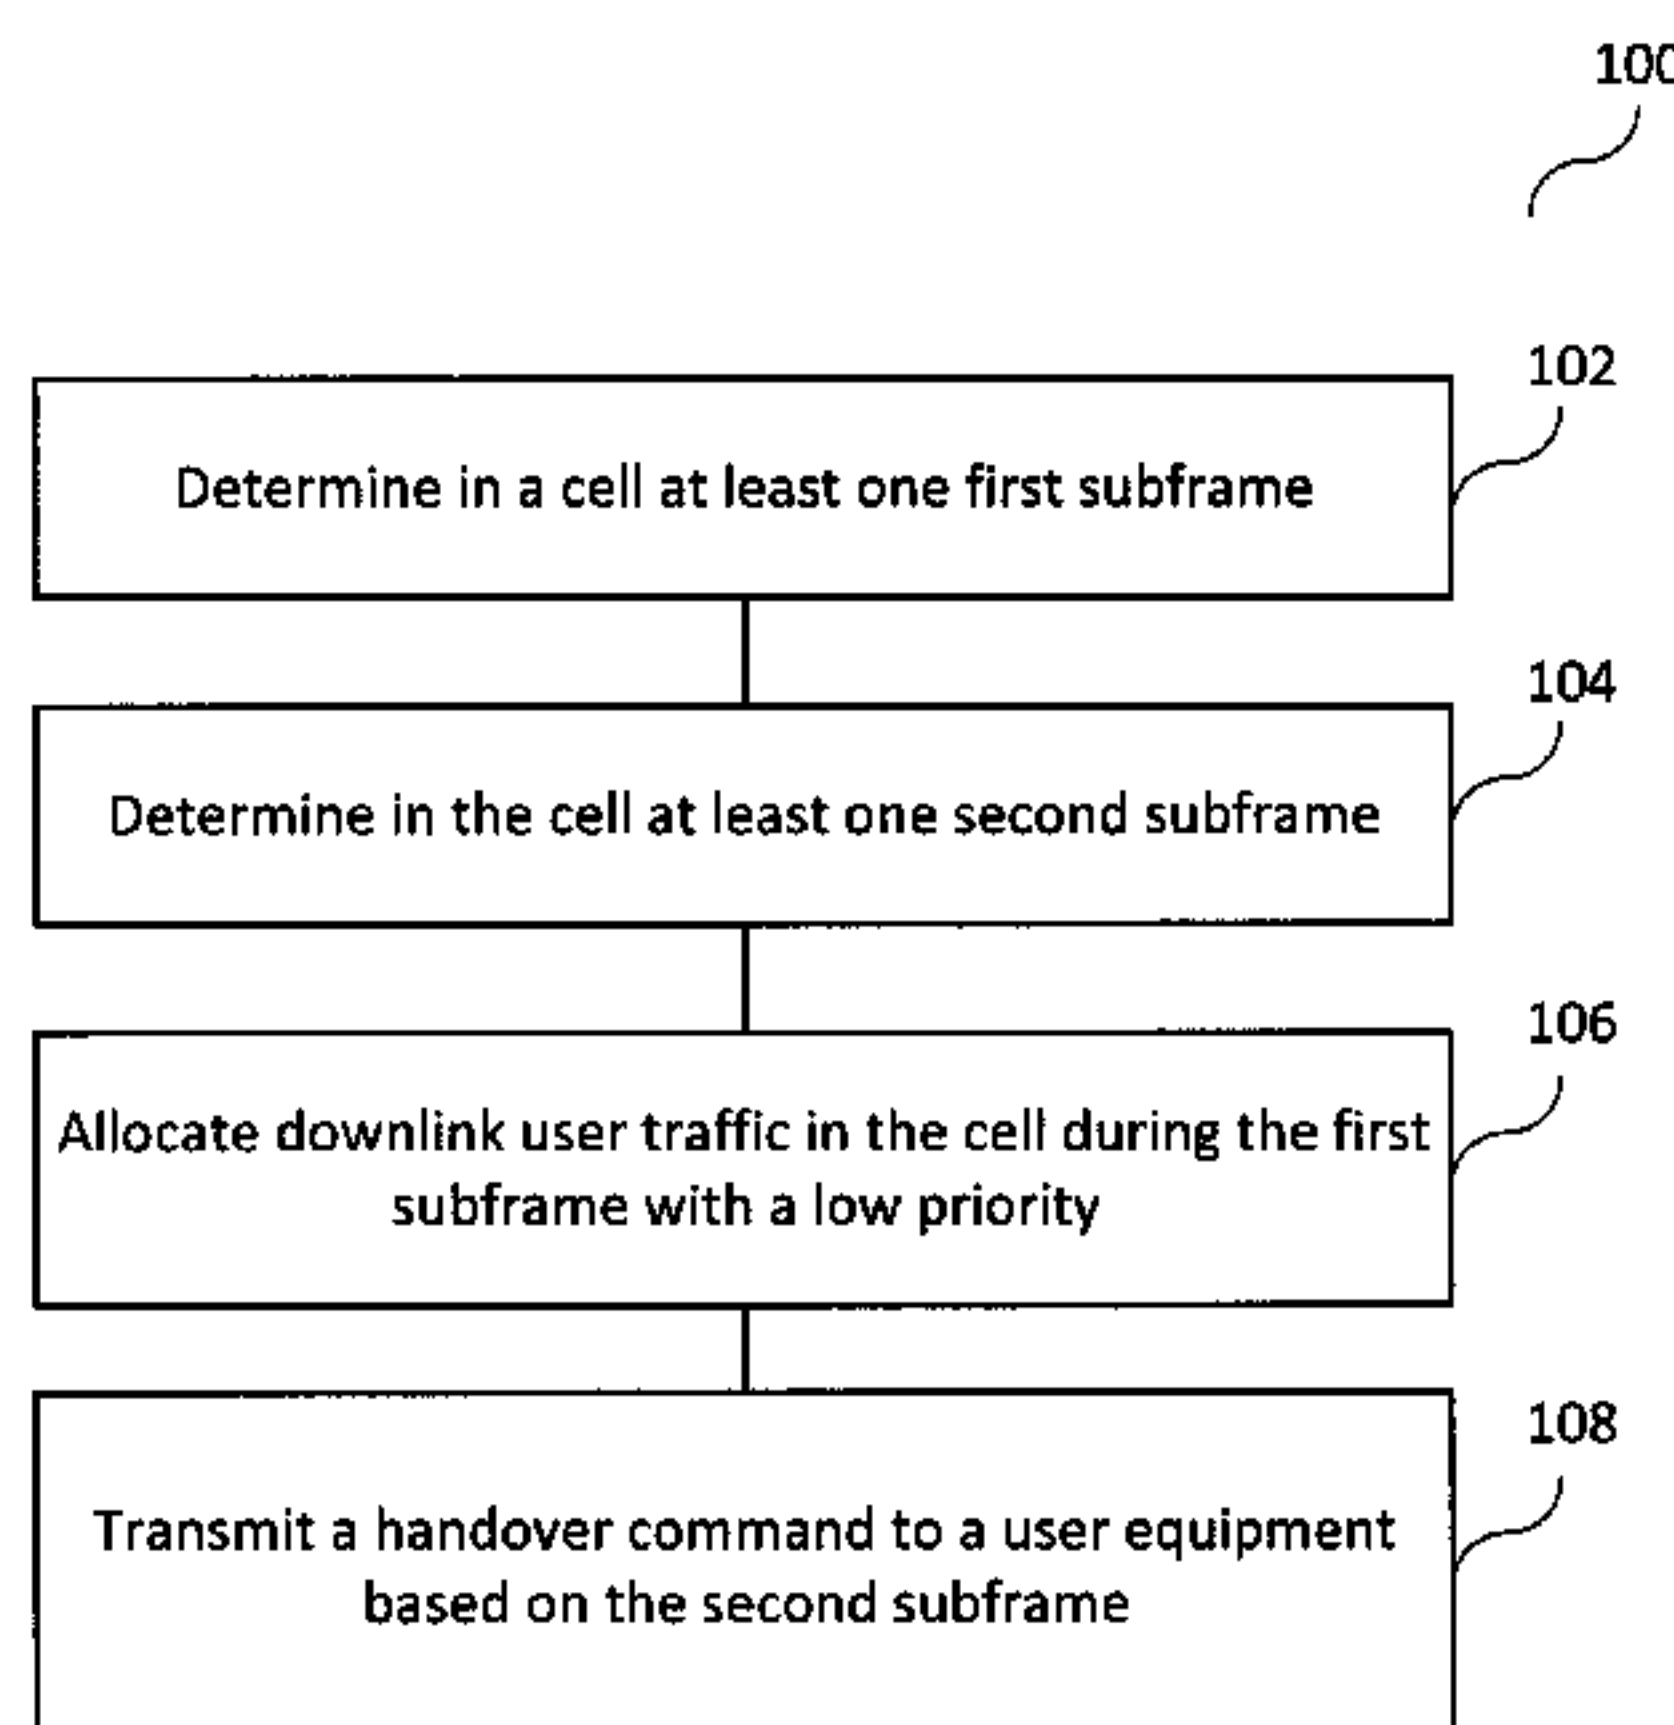 100
102
Determine in a cell at least one first subframe
104
Determine in the cell at least one second subframe
106
Allocate downlink user traffic in the cell during the first
subframe with a low priority
108
Transmit a handover command to a user equipment
based on the second subframe